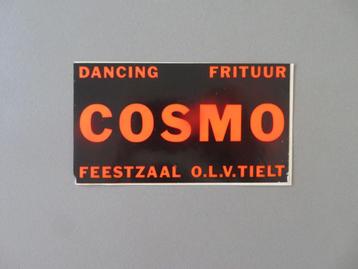 DANCING FRITUUR
COSMO
FEESTZAAL O.L.V.TIELT